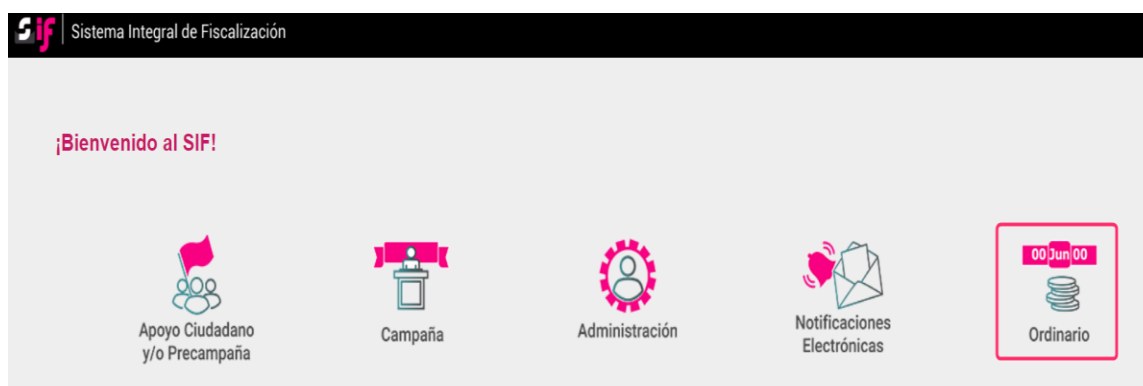 sif Sistema Integral de Fiscalización
¡Bienvenido al SIF!
Apoyo Ciudadano
y/o Precampaña
Campaña
Administración
Notificaciones
Electrónicas
00 Jun 00
Ordinario